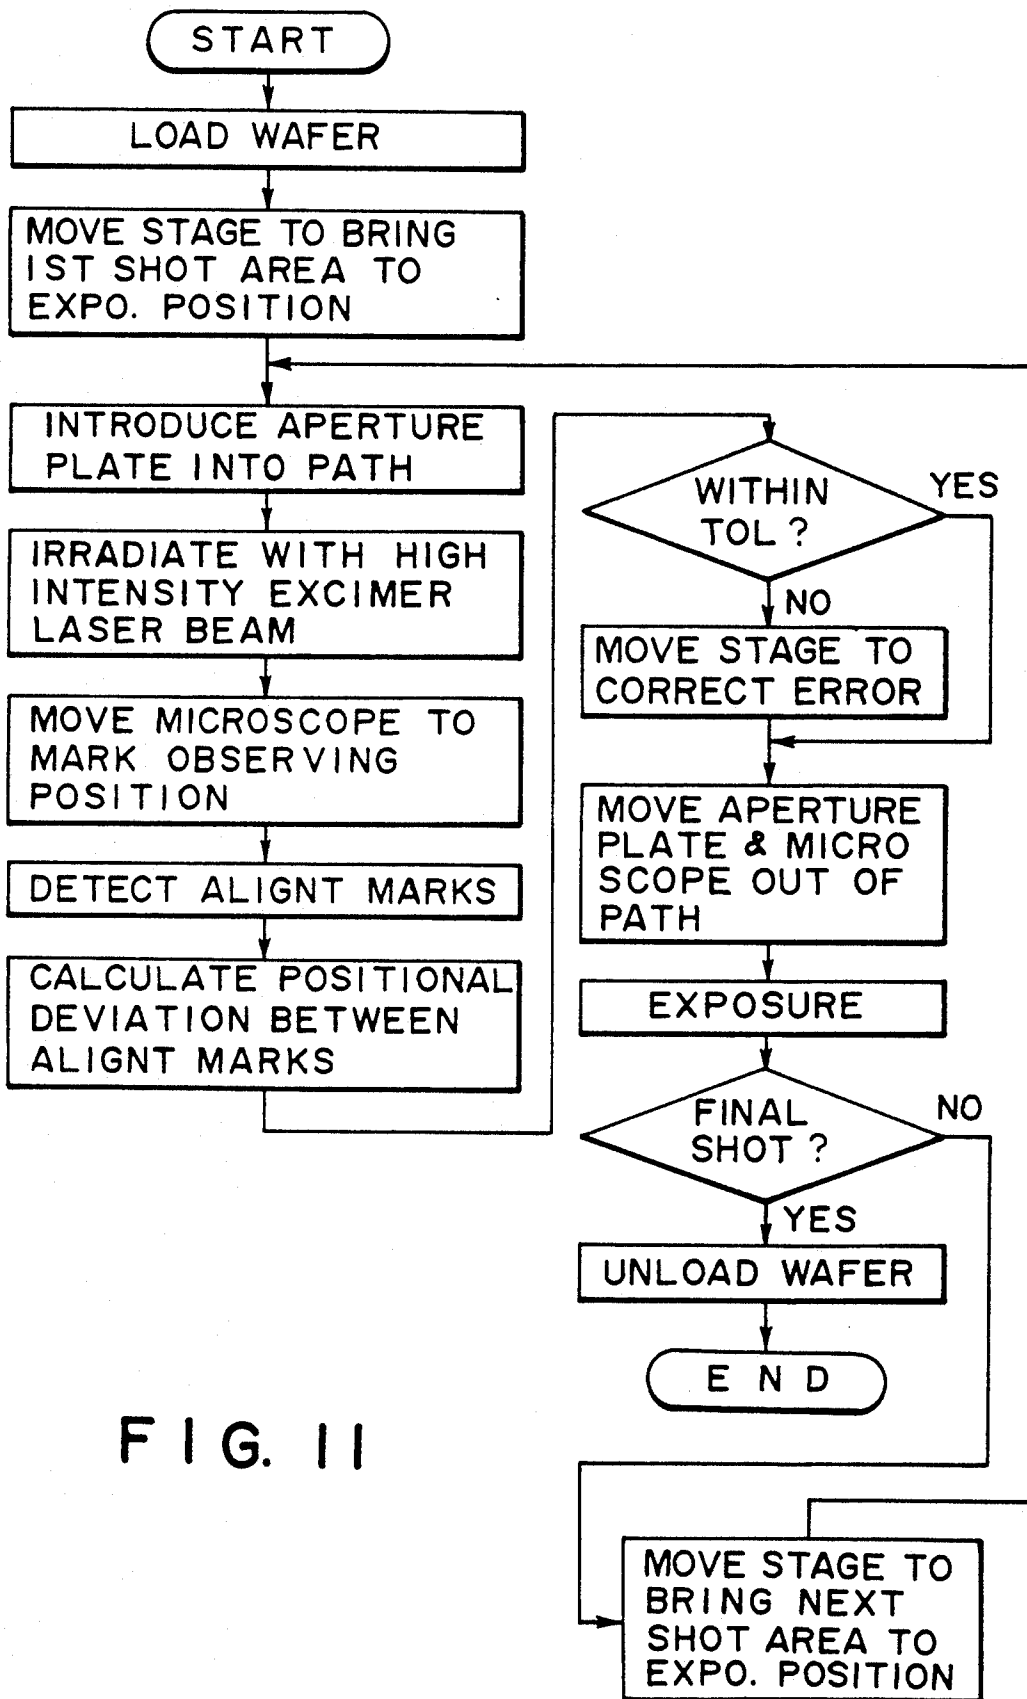 START
LOAD WAFER
MOVE STAGE TO BRING
1ST SHOT AREA TO
EXPO. POSITION
INTRODUCE APERTURE
PLATE INTO PATH
IRRADIATE WITH HIGH
INTENSITY EXCIMER
LASER BEAM
MOVE MICROSCOPE TO
MARK OBSERVING
POSITION
DETECT ALIGNT MARKS
CALCULATE POSITIONAL
DEVIATION BETWEEN
ALIGNT MARKS
WITHIN
TOL ?
YES
NO
MOVE STAGE TO
CORRECT ERROR
MOVE APERTURE
PLATE & MICRO
SCOPE OUT OF
PATH
EXPOSURE
FINAL
SHOT ?
NO
YES
UNLOAD WAFER
END
MOVE STAGE TO
BRING NEXT
SHOT AREA TO
EXPO. POSITION
FIG. 11